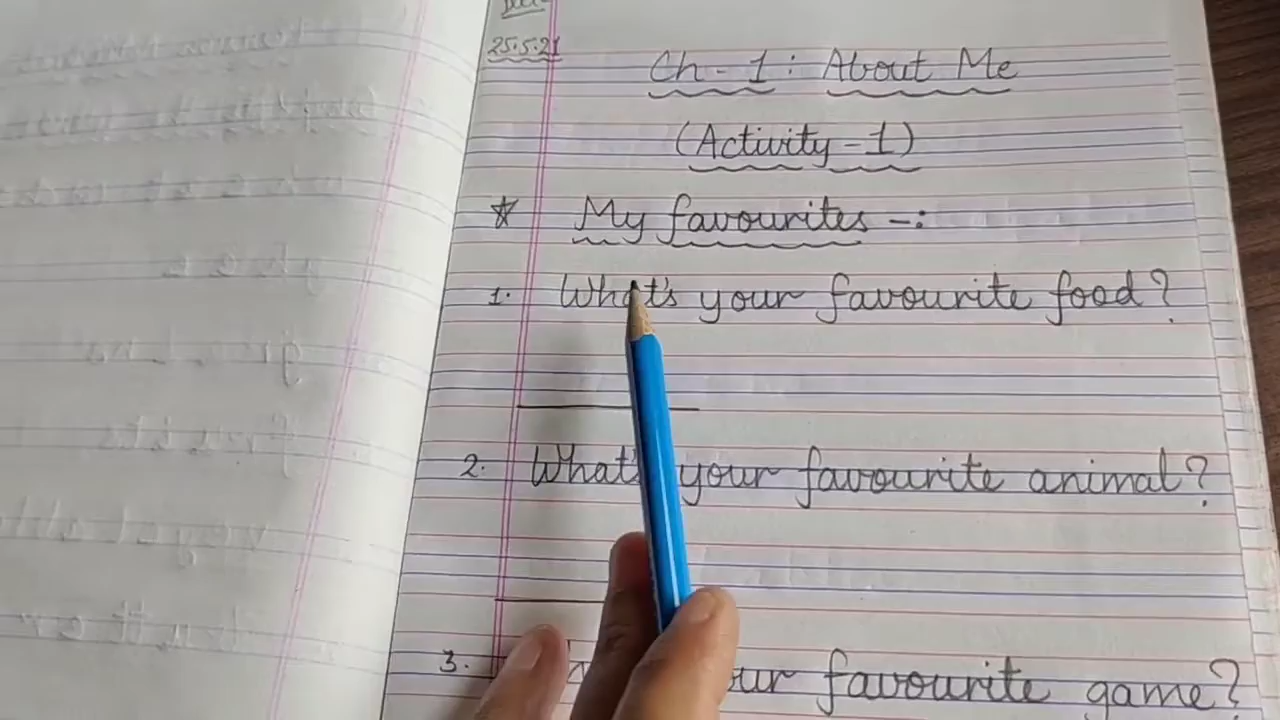 25.5.21
Ch - 1 : About Me
(Activity - 1)
☆ My favourites -:
1. What's your favourite food?
2. What's your favourite animal?
3. your favourite game?